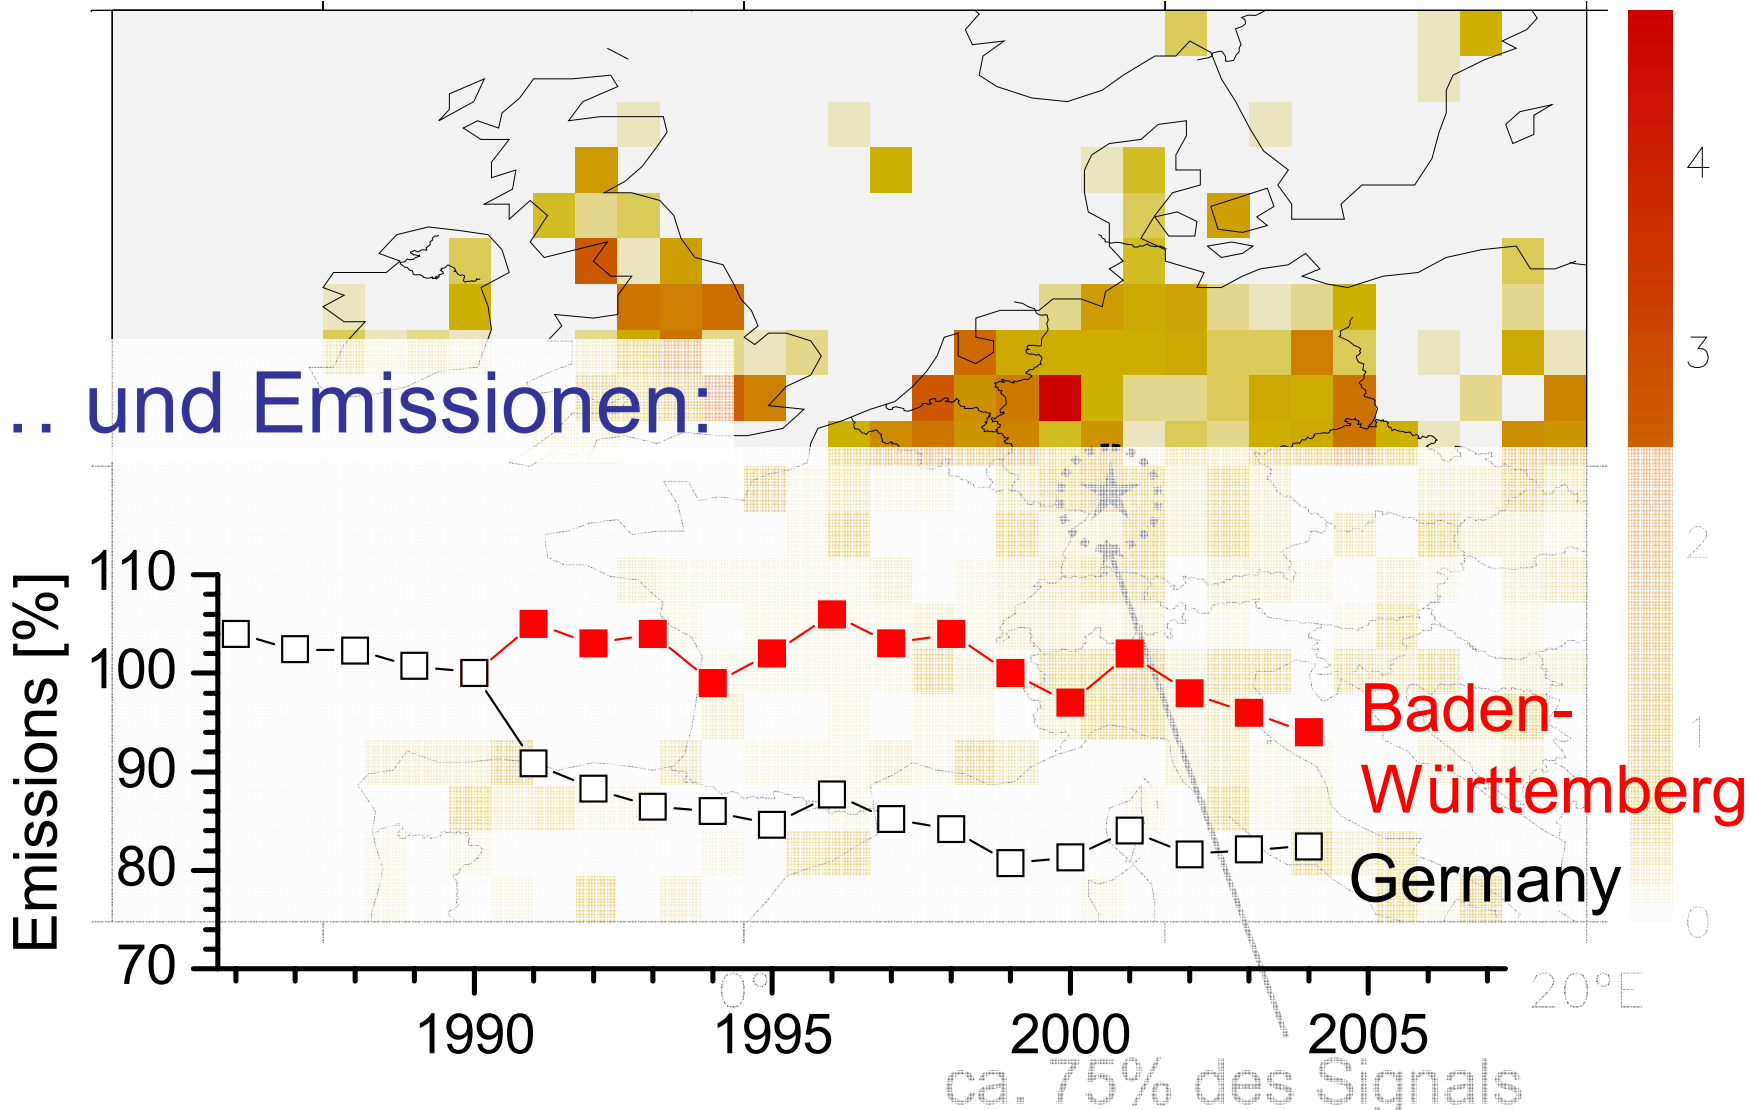 4
3
.. und Emissionen:
2
110
100
90
80
70
Emissions [%]
Baden-
Württemberg
1
Germany
0
0°
20°E
1990
1995
2000
2005
ca. 75% des Signals